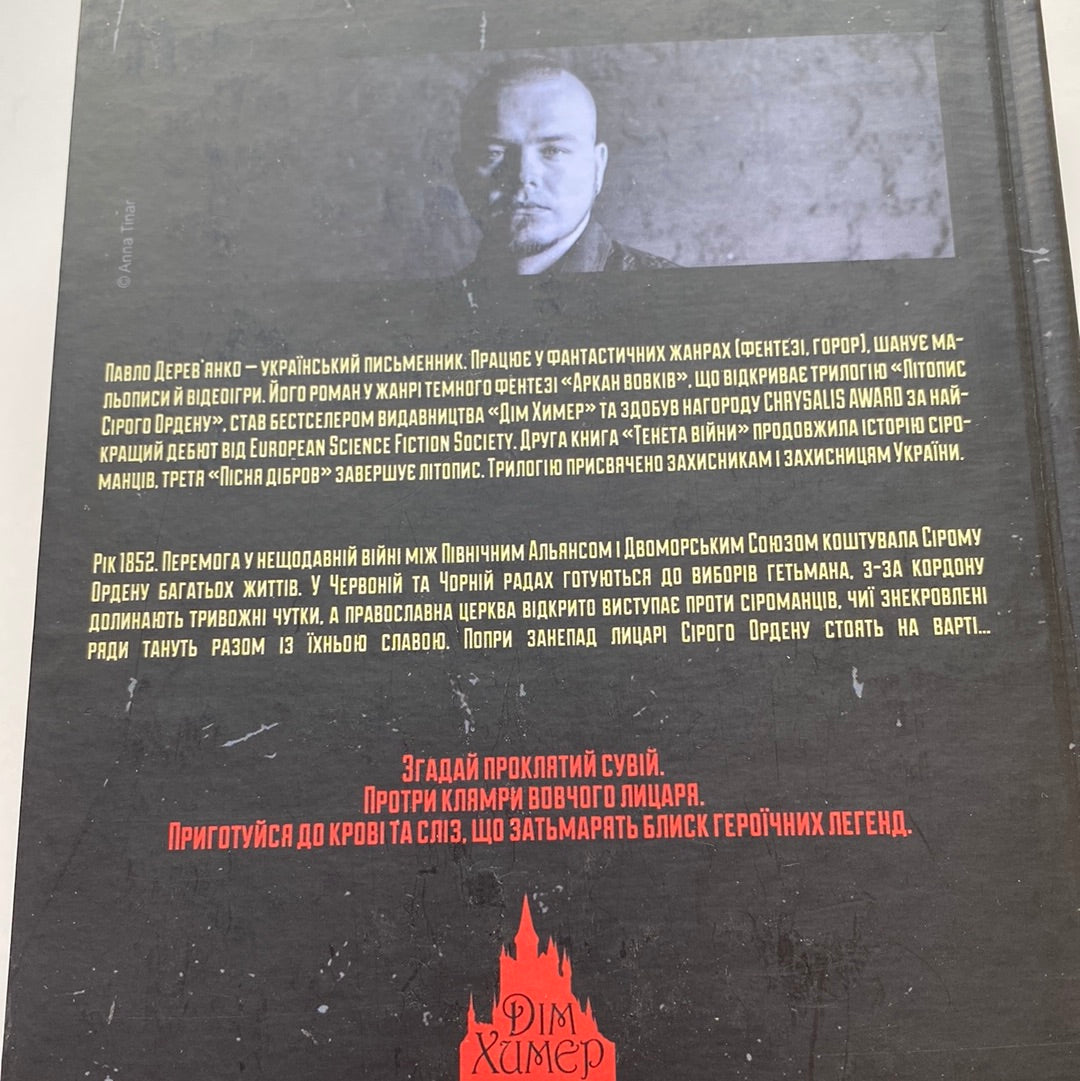 © Anna Tinar
Павло Дерев`янко — український письменник. Працює у фантастичних жанрах (фентезі, горор), шанує ма-
льописи й відеоігри. Його роман у жанрі темного фентезі «Аркан вовків», що відкриває трилогію «Літопис
Сірого Ордену», став бестселером видавництва «Дім Химер» та здобув нагороду CHRYSALIS AWARD за най-
кращий дебют від European Science Fiction Society. Друга книга «Тенета війни» продовжила історію сіро-
манців, третя «Пісня дібров» завершує літопис. Трилогію присвячено захисникам і захисницям України.
Рік 1852. Перемога у нещодавній війні між Північним Альянсом і Двоморським Союзом коштувала Сірому
Ордену багатьох життів. У Червоній та Чорній радах готуються до виборів гетьмана, з-за кордону
долинають тривожні чутки, а православна церква відкрито виступає проти сіроманців, чиї знекровлені
ряди тануть разом із їхньою славою. Попри занепад лицарі Сірого Ордену стоять на варті...
Згадай проклятий сувій.
Протри клямри вовчого лицаря.
Приготуйся до крові та сліз, що затьмарять блиск героїчних легенд.
Дім
Химер